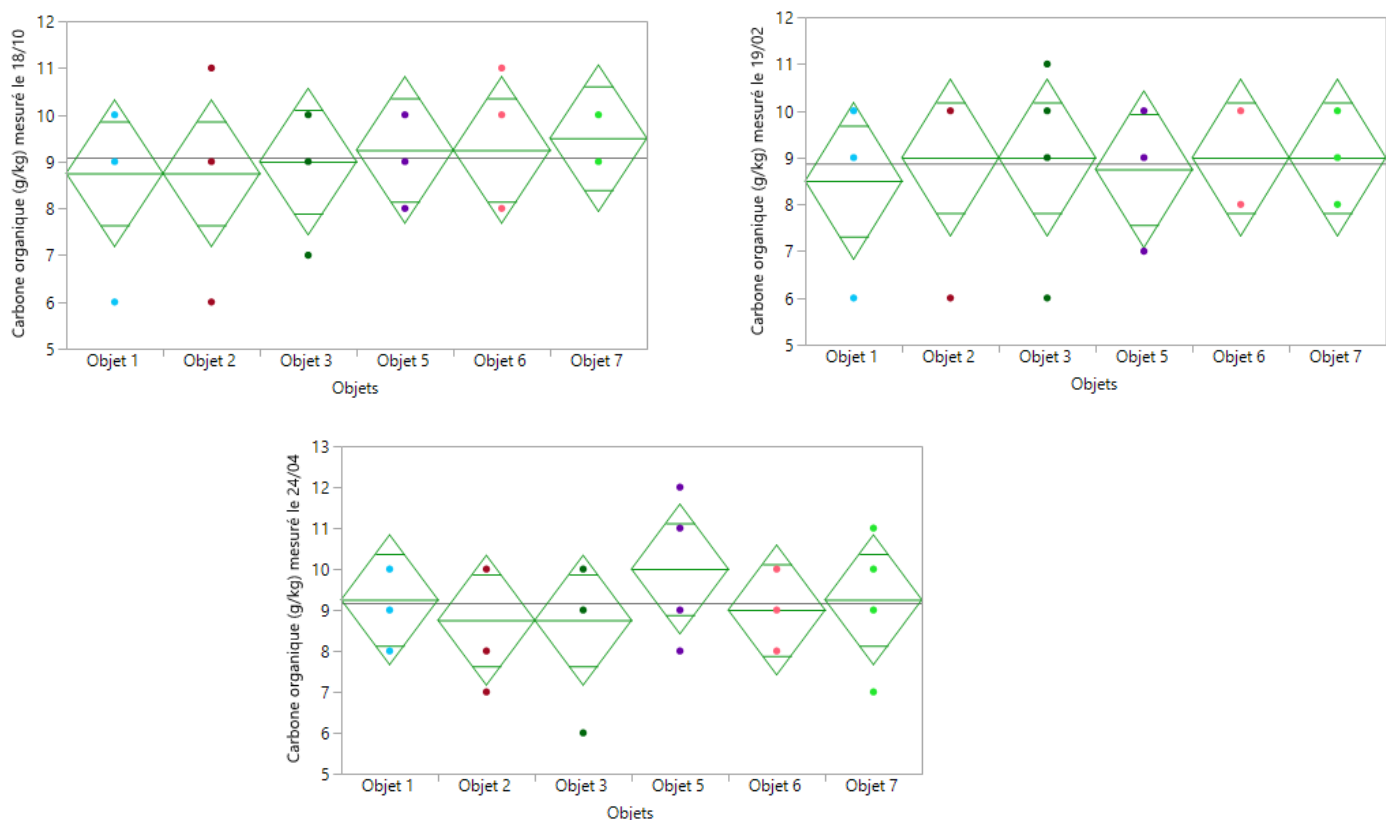 Carbone organique (g/kg) mesuré le 18/10
12
11
10
9
8
7
6
5
Objet 1 Objet 2 Objet 3 Objet 5 Objet 6 Objet 7
Objets
Carbone organique (g/kg) mesuré le 19/02
12
11
10
9
8
7
6
5
Objet 1 Objet 2 Objet 3 Objet 5 Objet 6 Objet 7
Objets
Carbone organique (g/kg) mesuré le 24/04
13
12
11
10
9
8
7
6
5
Objet 1 Objet 2 Objet 3 Objet 5 Objet 6 Objet 7
Objets